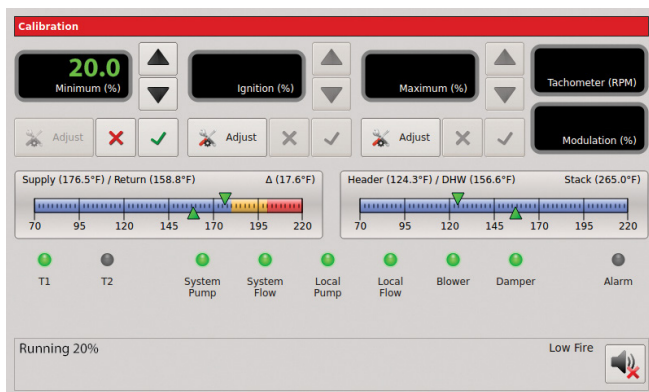 Calibration
20.0
Minimum (%)
Ignition (%)
Maximum (%)
Tachometer (RPM)
Modulation (%)
Adjust
Adjust
Adjust
Supply (176.5°F) / Return (158.8°F) Δ (17.6°F)
70 95 120 145 170 195 220
Header (124.3°F) / DHW (156.6°F) Stack (265.0°F)
70 95 120 145 170 195 220
T1 T2 System Pump System Flow Local Pump Local Flow Blower Damper Alarm
Running 20% Low Fire